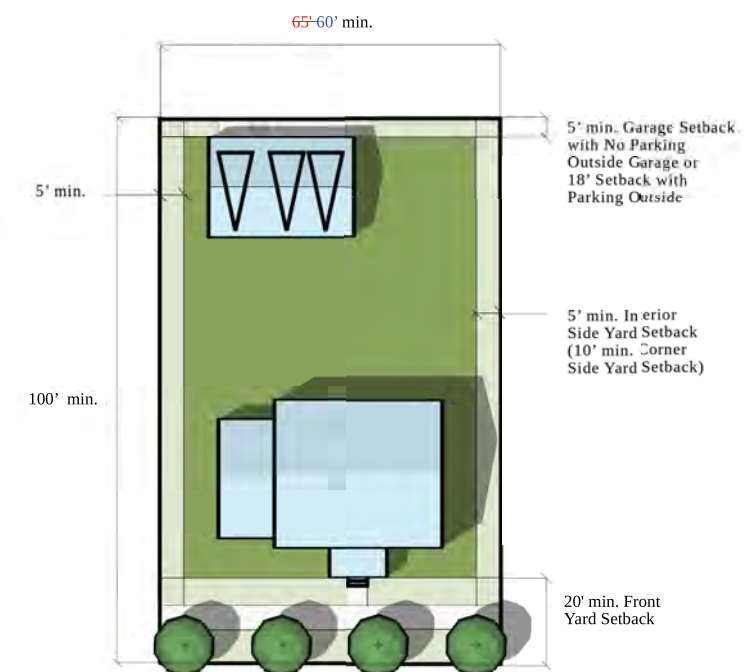 65' 60’ min.
5’ min. Garage Setback
with No Parking
Outside Garage or
18’ Setback with
Parking Outside
5’ min.
5’ min. Interior
Side Yard Setback
(10’ min. Corner
Side Yard Setback)
100’ min.
20' min. Front
Yard Setback